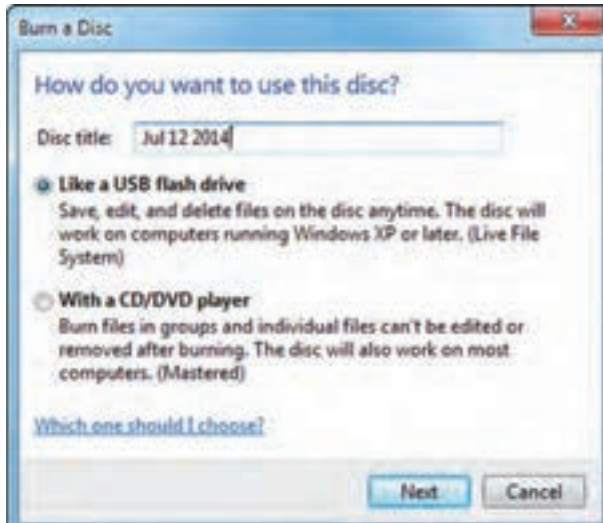 Burn a Disc
How do you want to use this disc?
Disc title: Jul 12 2014
Like a USB flash drive
Save, edit, and delete files on the disc anytime. The disc will
work on computers running Windows XP or later. (Live File
System)
With a CD/DVD player
Burn files in groups and individual files can't be edited or
removed after burning. The disc will also work on most
computers. (Mastered)
Which one should I choose?
Next Cancel